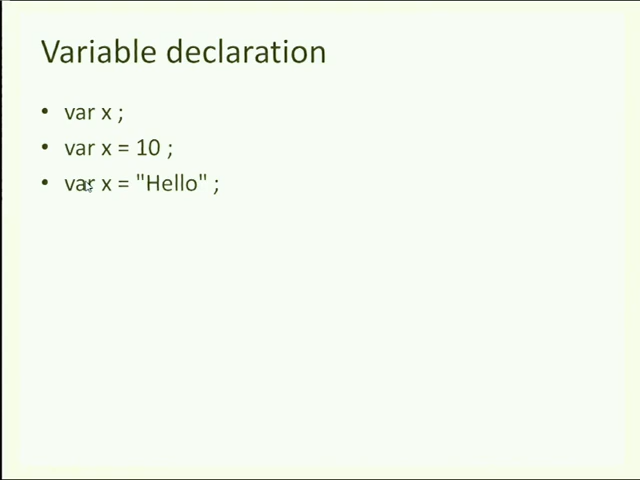 Variable declaration
• var x ;
• var x = 10 ;
• var x = "Hello" ;